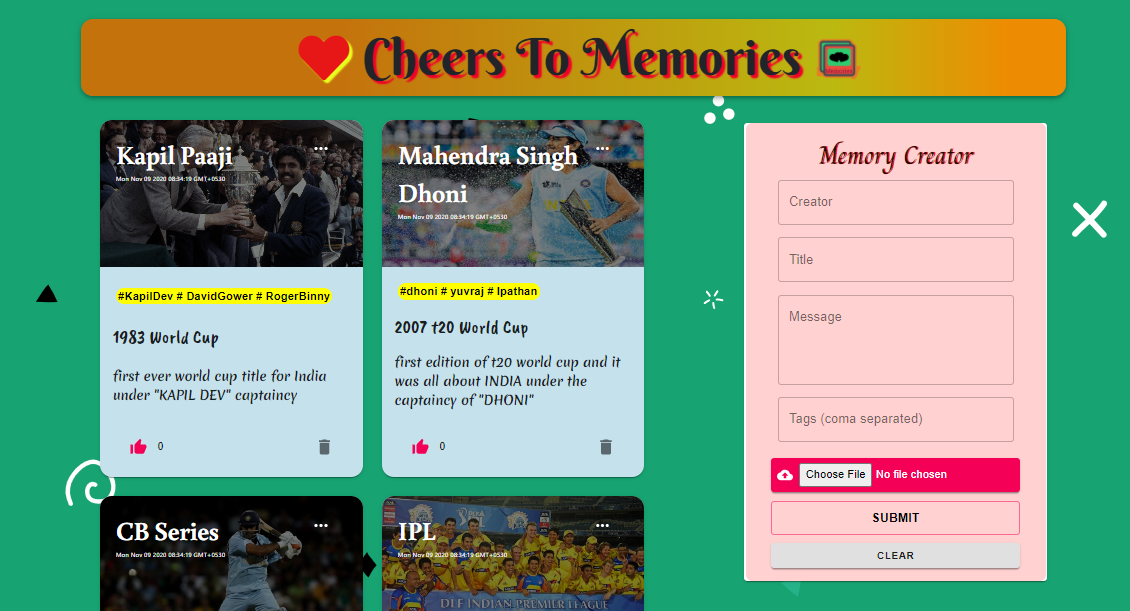 Cheers To Memories
Kapil Paaji
...
Mon Nov 09 2020 08:34:19 GMT+0530
#KapilDev # DavidGower # RogerBinny
1983 World Cup
first ever world cup title for India
under "KAPIL DEV" captaincy
0
Mahendra Singh
...
Dhoni
Mon Nov 09 2020 08:34:19 GMT+0530
#dhoni # yuvraj # Ipathan
2007 t20 World Cup
first edition of t20 world cup and it
was all about INDIA under the
captaincy of "DHONI"
0
CB Series
...
Mon Nov 09 2020 08:34:19 GMT+0530
IPL
...
Mon Nov 09 2020 08:34:19 GMT+0530
DLF INDIAN PREMIER LEAGUE
Memory Creator
Creator
Title
Message
Tags (coma separated)
Choose File No file chosen
SUBMIT
CLEAR